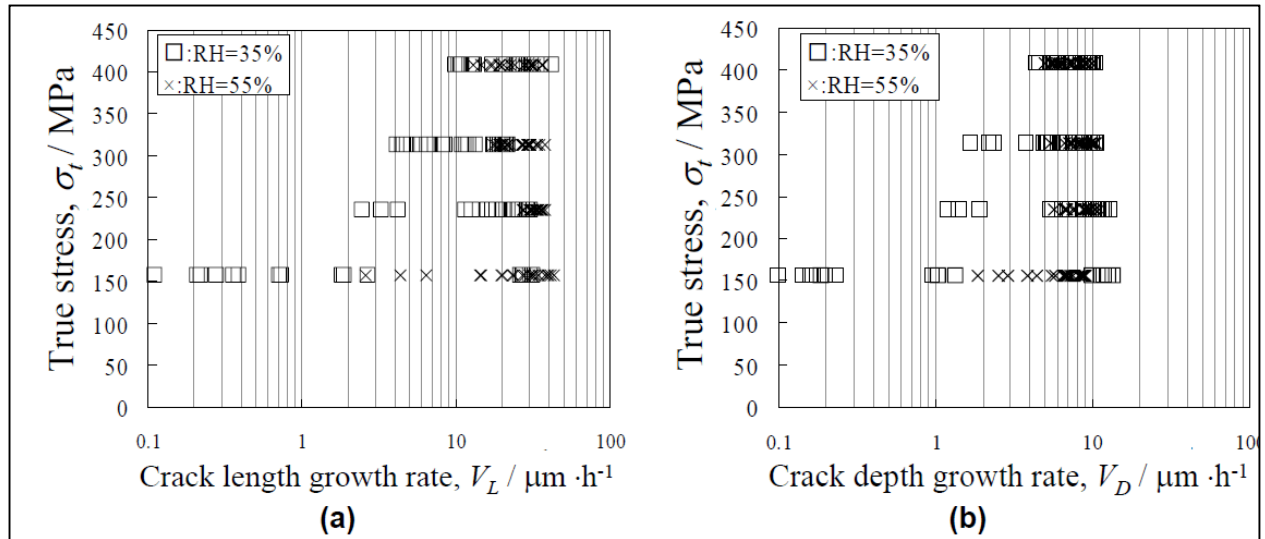 450
400
350
300
250
200
150
100
50
0
True stress, σt / MPa
□:RH=35%
×:RH=55%
0.1 1 10 100
Crack length growth rate, VL / μm ·h-1
(a)
450
400
350
300
250
200
150
100
50
0
True stress, σt / MPa
□:RH=35%
×:RH=55%
0.1 1 10 100
Crack depth growth rate, VD / μm ·h-1
(b)